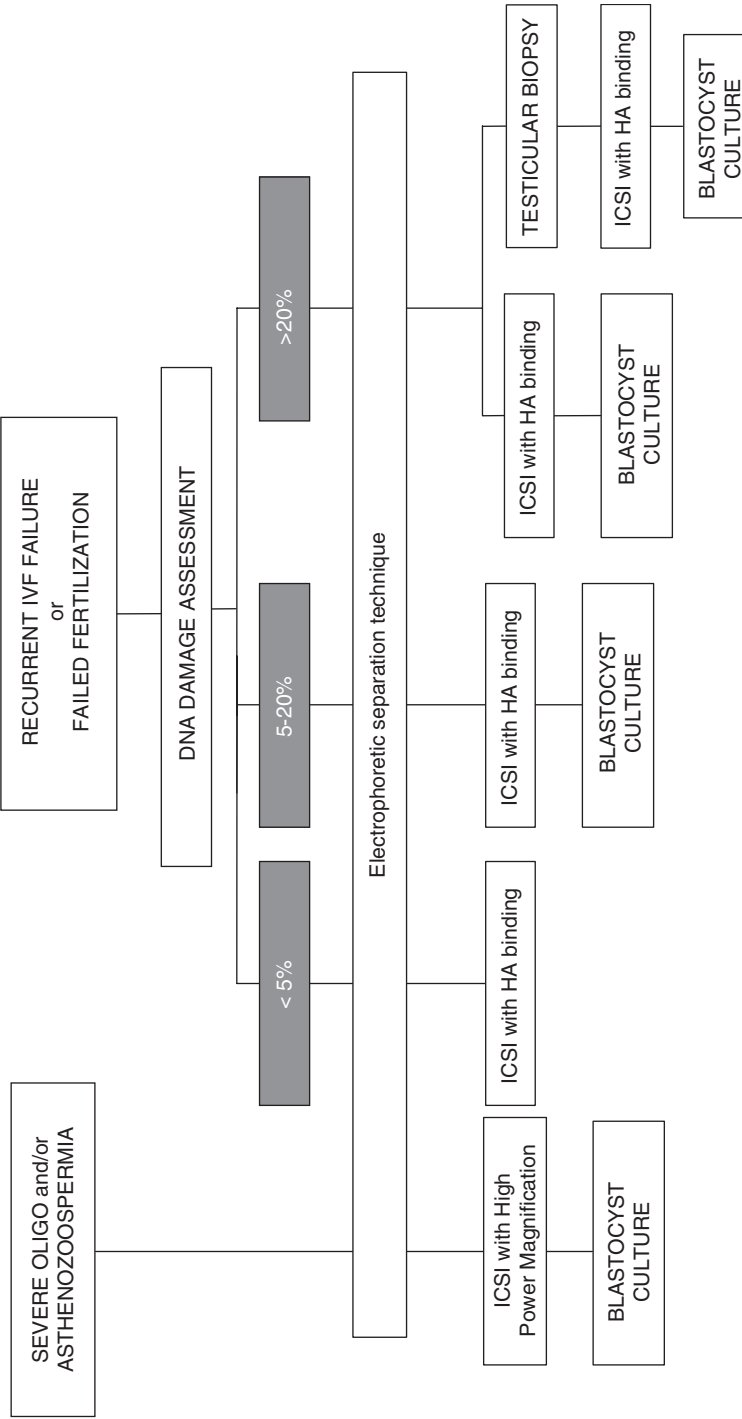 SEVERE OLIGO and/or
ASTHENOZOOSPERMIA
RECURRENT IVF FAILURE
or
FAILED FERTILIZATION
DNA DAMAGE ASSESSMENT
< 5%
5-20%
>20%
Electrophoretic separation technique
ICSI with High
Power Magnification
BLASTOCYST
CULTURE
ICSI with HA binding
ICSI with HA binding
BLASTOCYST
CULTURE
ICSI with HA binding
BLASTOCYST
CULTURE
TESTICULAR BIOPSY
ICSI with HA binding
BLASTOCYST
CULTURE